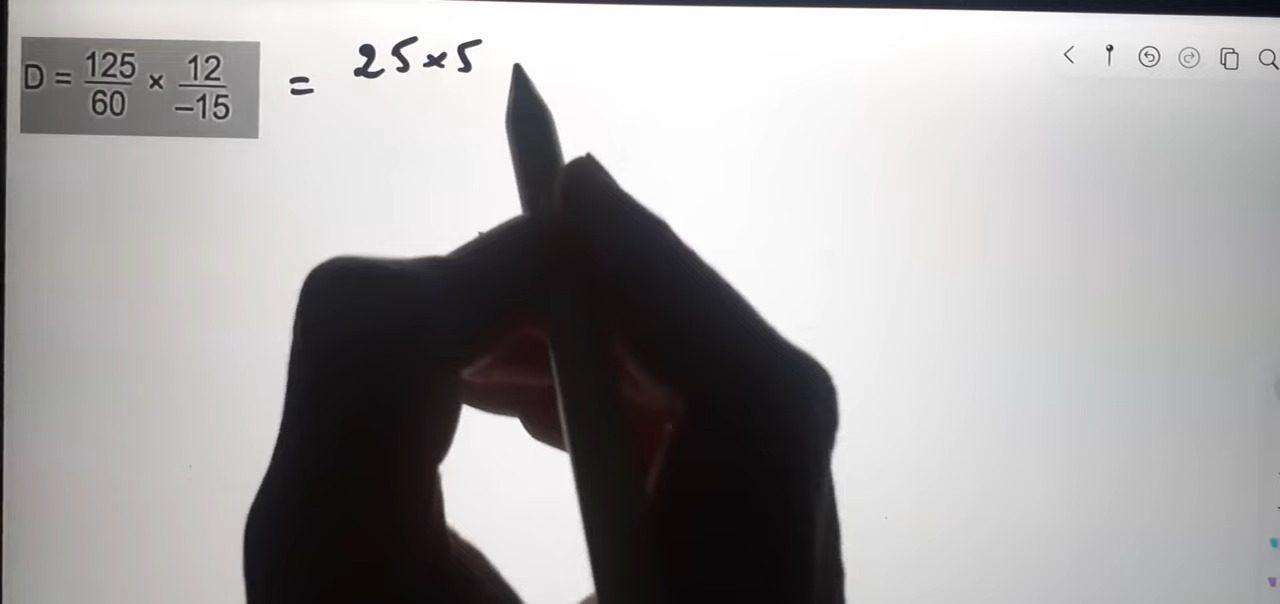 D = 125/60 × 12/–15 = 25×5